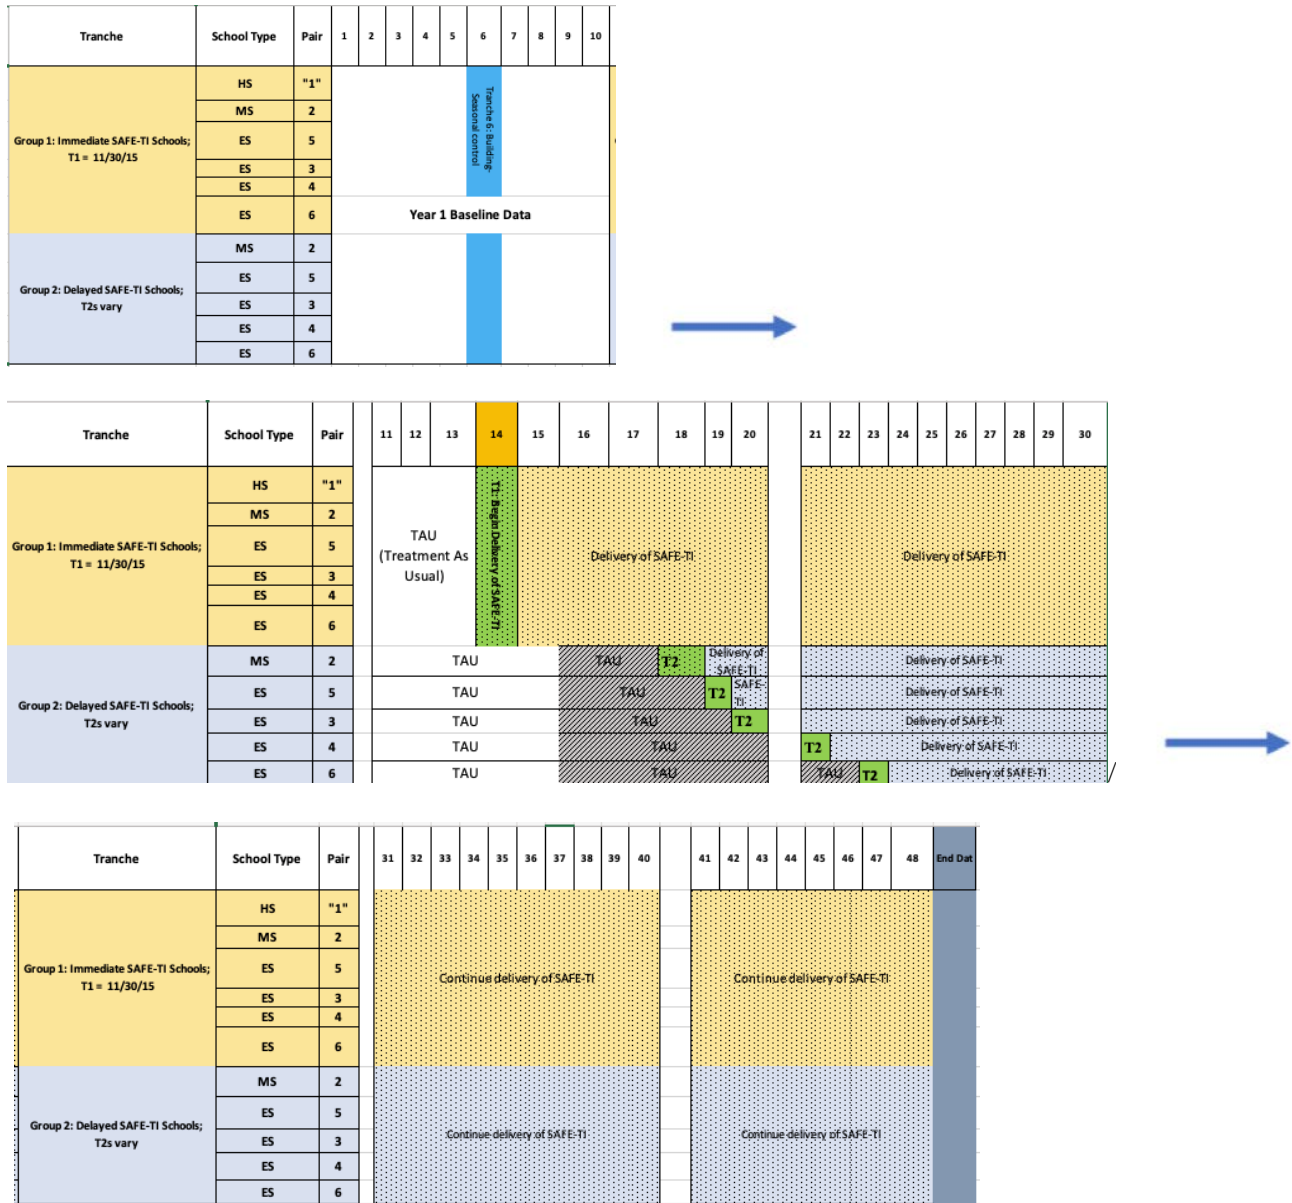 Tranche School Type Pair 1 2 3 4 5 6 7 8 9 10
Group 1: Immediate SAFE-TI Schools;
T1 = 11/30/15
HS "1"
MS 2
ES 5
ES 3
ES 4
ES 6
Tranche 6: Building-
Seasonal control
Year 1 Baseline Data
Group 2: Delayed SAFE-TI Schools;
T2s vary
MS 2
ES 5
ES 3
ES 4
ES 6
Tranche School Type Pair 11 12 13 14 15 16 17 18 19 20 21 22 23 24 25 26 27 28 29 30
Group 1: Immediate SAFE-TI Schools;
T1 = 11/30/15
HS "1"
MS 2
ES 5
ES 3
ES 4
ES 6
TAU
(Treatment As
Usual)
T1: Begin Delivery of SAFE-TI
Delivery of SAFE-TI
Delivery of SAFE-TI
Group 2: Delayed SAFE-TI Schools;
T2s vary
MS 2 TAU TAU T2 Delivery of
SAFE-TI
Delivery of SAFE-TI
ES 5 TAU TAU T2 SAFE-
TI
Delivery of SAFE-TI
ES 3 TAU TAU T2 Delivery of SAFE-TI
ES 4 TAU TAU T2 Delivery of SAFE-TI
ES 6 TAU TAU TAU T2 Delivery of SAFE-TI
Tranche School Type Pair 31 32 33 34 35 36 37 38 39 40 41 42 43 44 45 46 47 48 End Dat
Group 1: Immediate SAFE-TI Schools;
T1 = 11/30/15
HS "1"
MS 2
ES 5
ES 3
ES 4
ES 6
Continue delivery of SAFE-TI
Continue delivery of SAFE-TI
Group 2: Delayed SAFE-TI Schools;
T2s vary
MS 2
ES 5
ES 3
ES 4
ES 6
Continue delivery of SAFE-TI
Continue delivery of SAFE-TI